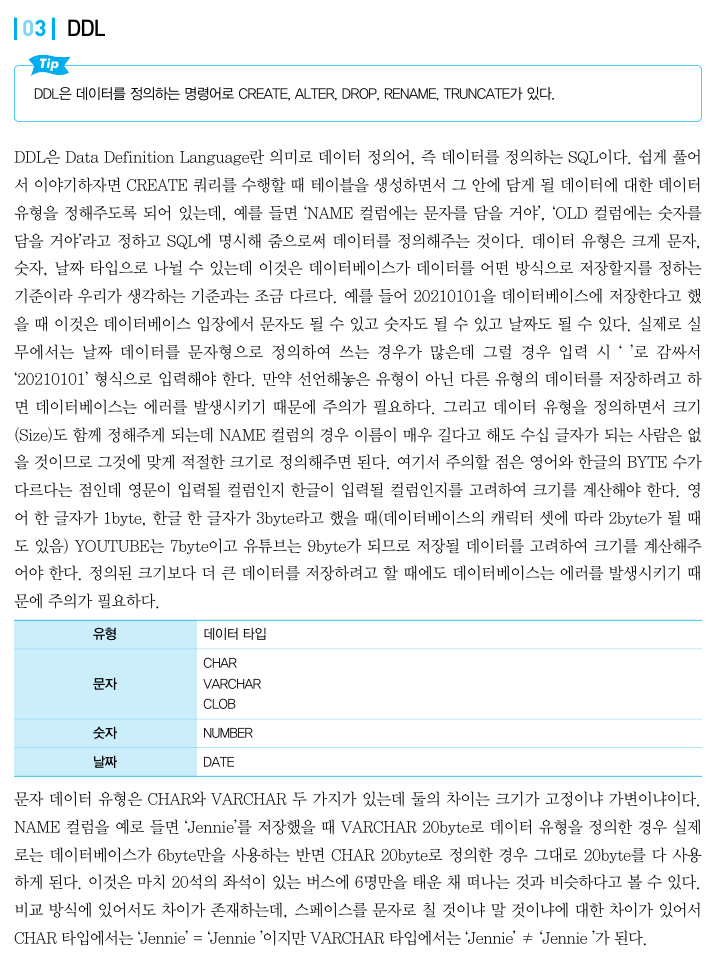 03 DDL
Tip
DDL은 데이터를 정의하는 명령어로 CREATE, ALTER, DROP, RENAME, TRUNCATE가 있다.
DDL은 Data Definition Language란 의미로 데이터 정의어, 즉 데이터를 정의하는 SQL이다. 쉽게 풀어
서 이야기하자면 CREATE 쿼리를 수행할 때 테이블을 생성하면서 그 안에 담게 될 데이터에 대한 데이터
유형을 정해주도록 되어 있는데, 예를 들면 ‘NAME 컬럼에는 문자를 담을 거야’, ‘OLD 컬럼에는 숫자를
담을 거야’라고 정하고 SQL에 명시해 줌으로써 데이터를 정의해주는 것이다. 데이터 유형은 크게 문자,
숫자, 날짜 타입으로 나뉠 수 있는데 이것은 데이터베이스가 데이터를 어떤 방식으로 저장할지를 정하는
기준이라 우리가 생각하는 기준과는 조금 다르다. 예를 들어 20210101을 데이터베이스에 저장한다고 했
을 때 이것은 데이터베이스 입장에서 문자도 될 수 있고 숫자도 될 수 있고 날짜도 될 수 있다. 실제로 실
무에서는 날짜 데이터를 문자형으로 정의하여 쓰는 경우가 많은데 그럴 경우 입력 시 ‘ ’로 감싸서
‘20210101’ 형식으로 입력해야 한다. 만약 선언해놓은 유형이 아닌 다른 유형의 데이터를 저장하려고 하
면 데이터베이스는 에러를 발생시키기 때문에 주의가 필요하다. 그리고 데이터 유형을 정의하면서 크기
(Size)도 함께 정해주게 되는데 NAME 컬럼의 경우 이름이 매우 길다고 해도 수십 글자가 되는 사람은 없
을 것이므로 그것에 맞게 적절한 크기로 정의해주면 된다. 여기서 주의할 점은 영어와 한글의 BYTE 수가
다르다는 점인데 영문이 입력될 컬럼인지 한글이 입력될 컬럼인지를 고려하여 크기를 계산해야 한다. 영
어 한 글자가 1byte, 한글 한 글자가 3byte라고 했을 때(데이터베이스의 캐릭터 셋에 따라 2byte가 될 때
도 있음) YOUTUBE는 7byte이고 유튜브는 9byte가 되므로 저장될 데이터를 고려하여 크기를 계산해주
어야 한다. 정의된 크기보다 더 큰 데이터를 저장하려고 할 때에도 데이터베이스는 에러를 발생시키기 때
문에 주의가 필요하다.
유형 데이터 타입
문자 CHAR
VARCHAR
CLOB
숫자 NUMBER
날짜 DATE
문자 데이터 유형은 CHAR와 VARCHAR 두 가지가 있는데 둘의 차이는 크기가 고정이냐 가변이냐이다.
NAME 컬럼을 예로 들면 ‘Jennie’를 저장했을 때 VARCHAR 20byte로 데이터 유형을 정의한 경우 실제
로는 데이터베이스가 6byte만을 사용하는 반면 CHAR 20byte로 정의한 경우 그대로 20byte를 다 사용
하게 된다. 이것은 마치 20석의 좌석이 있는 버스에 6명만을 태운 채 떠나는 것과 비슷하다고 볼 수 있다.
비교 방식에 있어서도 차이가 존재하는데, 스페이스를 문자로 칠 것이냐 말 것이냐에 대한 차이가 있어서
CHAR 타입에서는 ‘Jennie’ = ‘Jennie ’이지만 VARCHAR 타입에서는 ‘Jennie’ ≠ ‘Jennie ’가 된다.